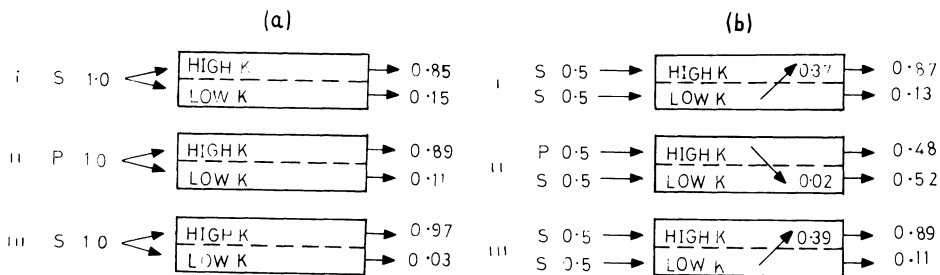 (a) (b)
HIGH K 0.85
i S 1.0
LOW K 0.15
S 0.5 HIGH K 0.37 0.87
i
S 0.5 LOW K 0.13
HIGH K 0.89
ii P 1.0
LOW K 0.11
P 0.5 HIGH K 0.48
ii
S 0.5 LOW K 0.02 0.52
HIGH K 0.97
iii S 1.0
LOW K 0.03
S 0.5 HIGH K 0.39 0.89
iii
S 0.5 LOW K 0.11